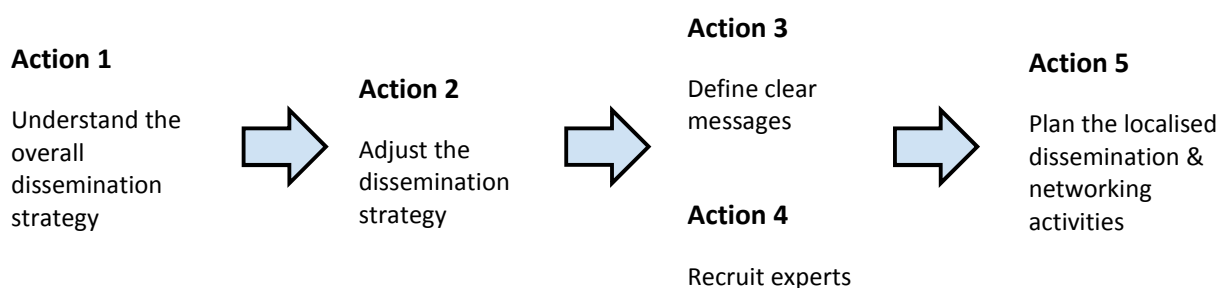 Action 1
Understand the
overall
dissemination
strategy
Action 2
Adjust the
dissemination
strategy
Action 3
Define clear
messages
Action 4
Recruit experts
Action 5
Plan the localised
dissemination &
networking
activities